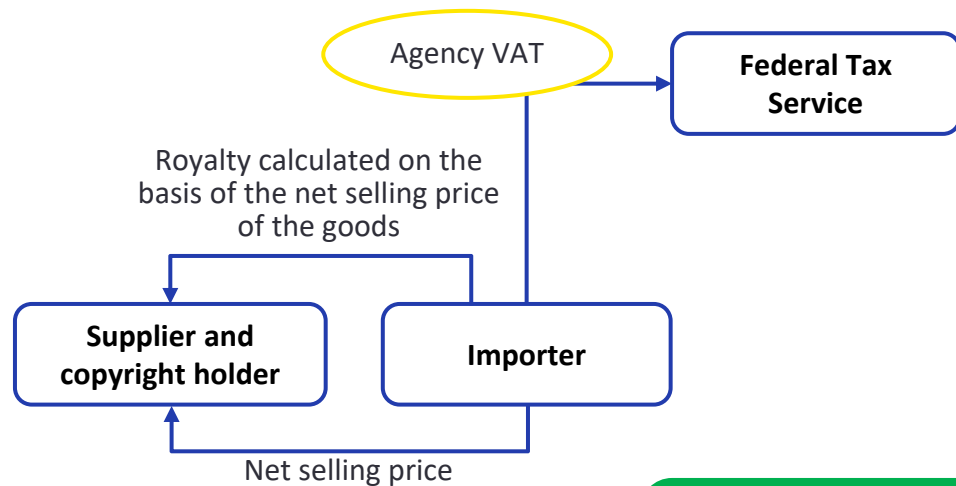 Agency VAT
Federal Tax
Service
Royalty calculated on the
basis of the net selling price
of the goods
Supplier and
copyright holder
Importer
Net selling price